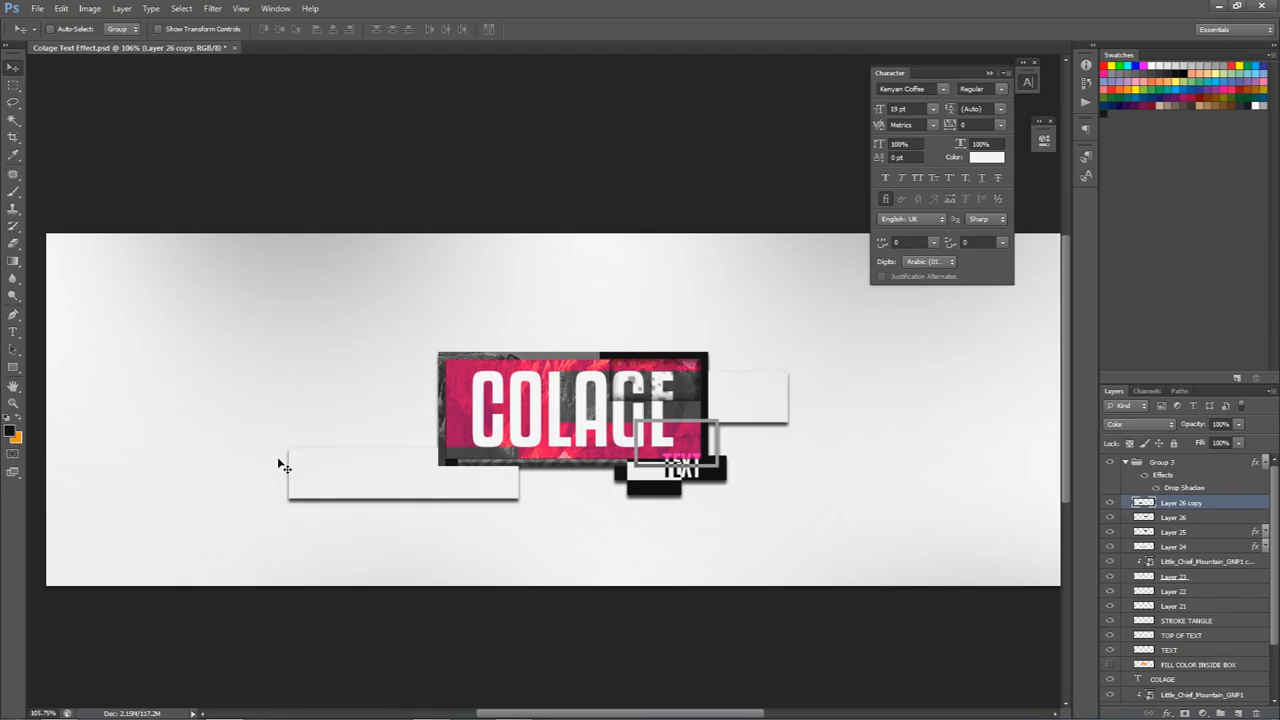 Ps File Edit Image Layer Type Select Filter View Window Help
Auto-Select: Group Show Transform Controls Essentials
Colage Text Effect.psd @ 106% (Layer 26 copy, RGB/8) *
Swatches
Character
Kenyan Coffee Regular
19 pt (Auto)
Metrics 0
100% 100%
0 pt Color:
English: UK Sharp
0 0
Digits: Arabic (01...
Justification Alternates
COLAGE
TEXT
Layers Channels Paths
Kind
Color Opacity: 100%
Lock: Fill: 100%
Group 3
Effects
Drop Shadow
Layer 26 copy
Layer 26
Layer 25
Layer 24
Little_Chief_Mountain_GNP1 c...
Layer 23
Layer 22
Layer 21
STROKE TANGLE
TOP OF TEXT
TEXT
FILL COLOR INSIDE BOX
T COLAGE
Little_Chief_Mountain_GNP1
105.75% Doc: 2.15M/117.2M